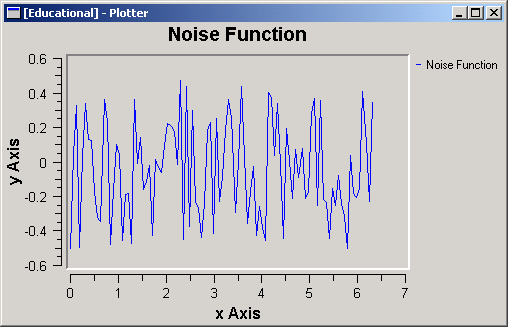 [Educational] - Plotter
Noise Function
Noise Function
y Axis
0.6
0.4
0.2
0
-0.2
-0.4
-0.6
0 1 2 3 4 5 6 7
x Axis